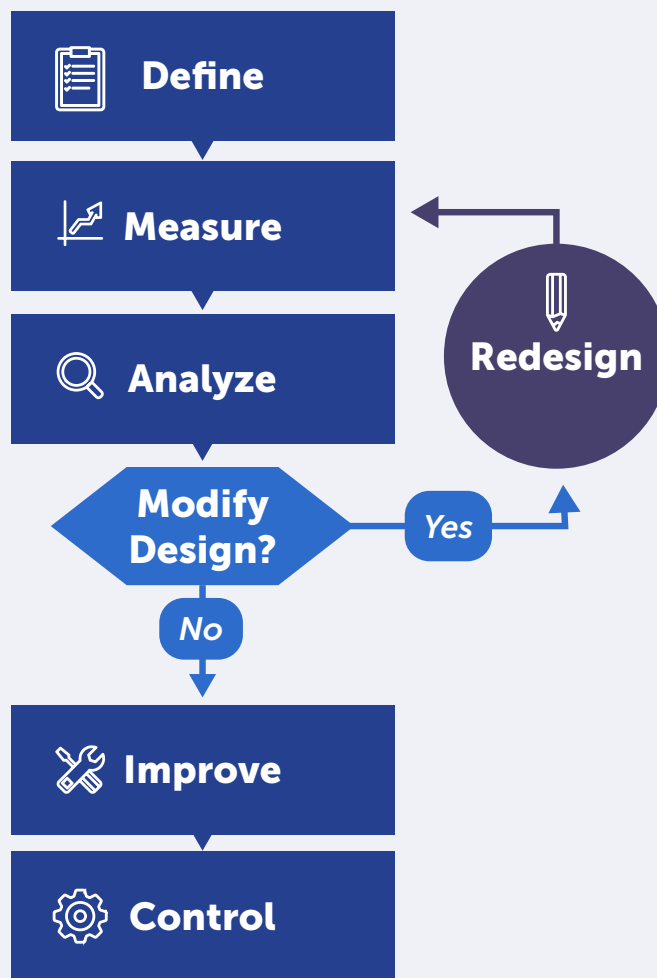 Define
Measure
Redesign
Analyze
Modify
Design?
Yes
No
Improve
Control